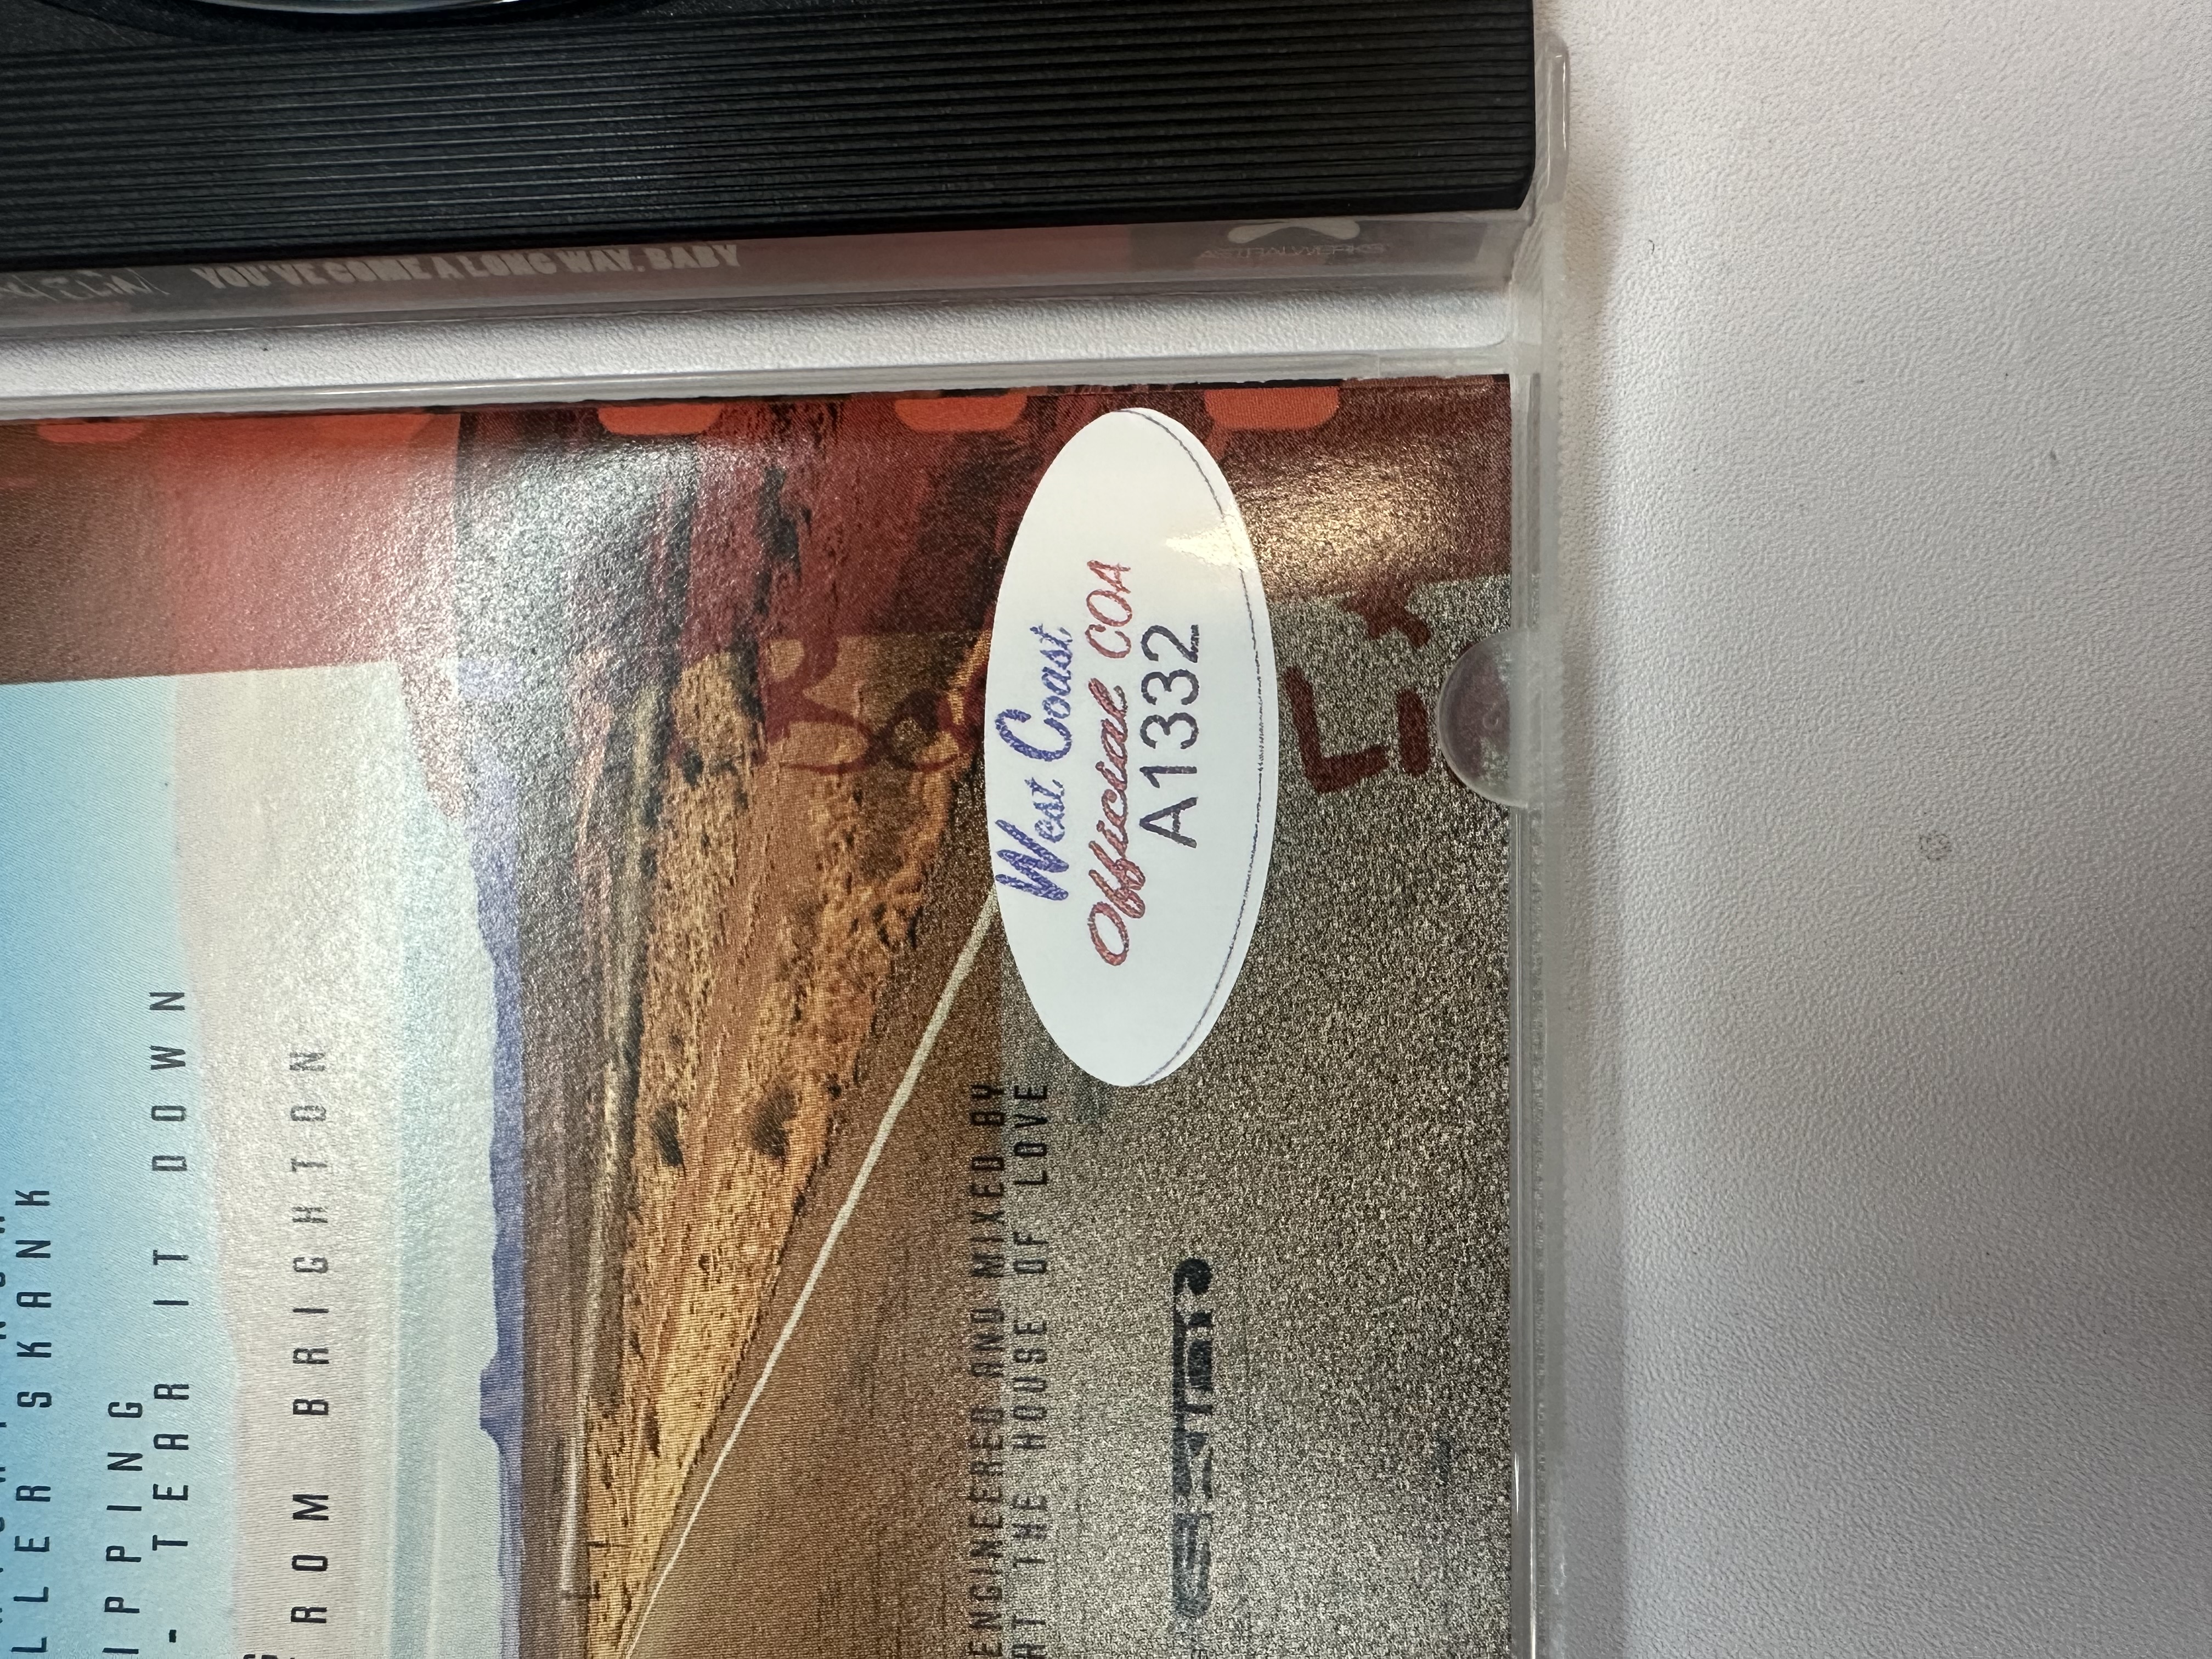 YOU'VE COME A LONG WAY, BABY
ASTRALWERKS
SKANK
IPPING
- TEAR IT DOWN
ROM BRIGHTON
ENGINEERED AND MIXED BY
AT THE HOUSE OF LOVE
West Coast
Official COA
A1332